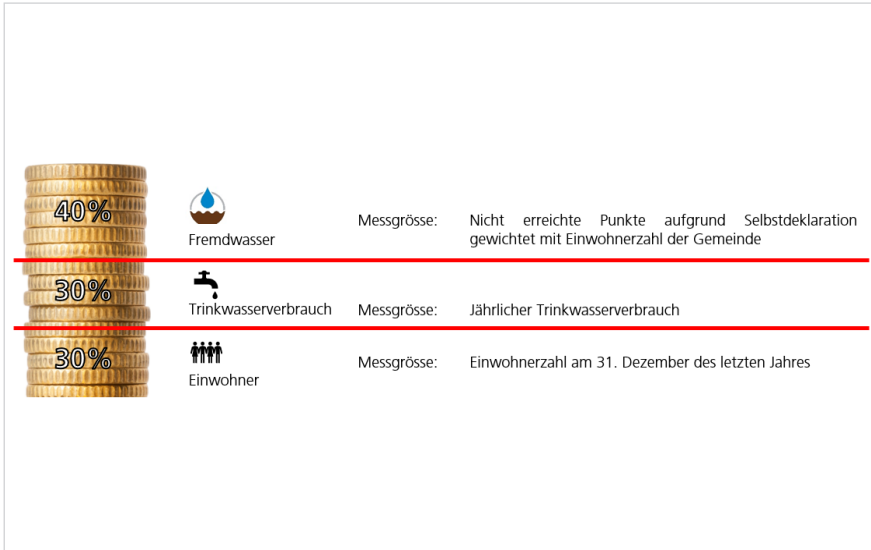 40%
Fremdwasser
Messgrösse:
Nicht erreichte Punkte aufgrund Selbstdeklaration
gewichtet mit Einwohnerzahl der Gemeinde
30%
Trinkwasserverbrauch
Messgrösse:
Jährlicher Trinkwasserverbrauch
30%
Einwohner
Messgrösse:
Einwohnerzahl am 31. Dezember des letzten Jahres